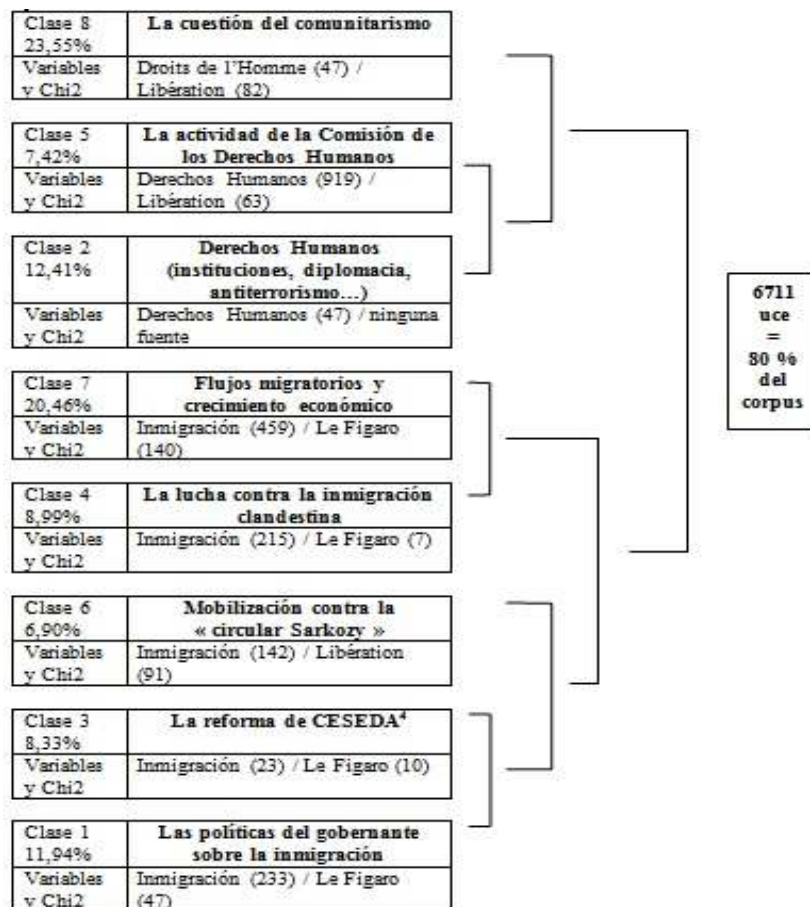 Clase 8
23,55%
La cuestión del comunitarismo
Variables
y Chi2
Droits de l'Homme (47) /
Libération (82)
Clase 5
7,42%
La actividad de la Comisión de
los Derechos Humanos
Variables
y Chi2
Derechos Humanos (919) /
Libération (63)
Clase 2
12,41%
Derechos Humanos
(instituciones, diplomacia,
antiterrorismo...)
Variables
y Chi2
Derechos Humanos (47) / ninguna
fuente
Clase 7
20,46%
Flujos migratorios y
crecimiento económico
Variables
y Chi2
Inmigración (459) / Le Figaro
(140)
Clase 4
8,99%
La lucha contra la inmigración
clandestina
Variables
y Chi2
Inmigración (215) / Le Figaro (7)
Clase 6
6,90%
Mobilización contra la
« circular Sarkozy »
Variables
y Chi2
Inmigración (142) / Libération
(91)
Clase 3
8,33%
La reforma de CESEDA⁴
Variables
y Chi2
Inmigración (23) / Le Figaro (10)
Clase 1
11,94%
Las políticas del gobernante
sobre la inmigración
Variables
y Chi2
Inmigración (233) / Le Figaro
(47)
6711
uce
=
80 %
del
corpus